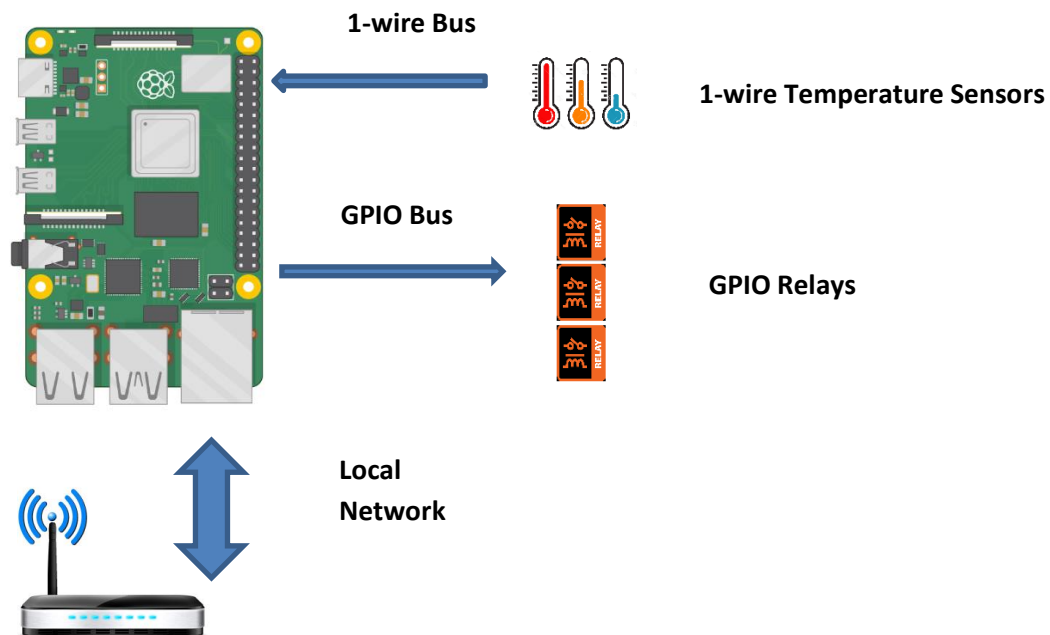 1-wire Bus
1-wire Temperature Sensors
GPIO Bus
RELAY
RELAY
RELAY
GPIO Relays
Local
Network